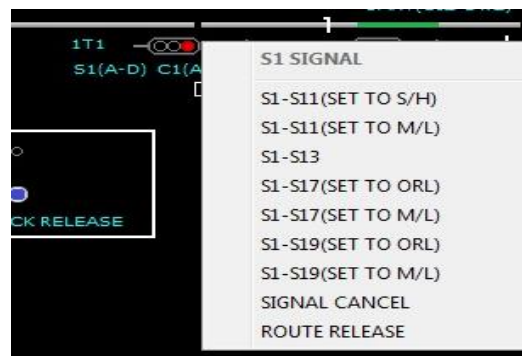 1
1T1
S1(A-D) C1(A
S1 SIGNAL
S1-S11(SET TO S/H)
S1-S11(SET TO M/L)
S1-S13
S1-S17(SET TO ORL)
S1-S17(SET TO M/L)
S1-S19(SET TO ORL)
S1-S19(SET TO M/L)
SIGNAL CANCEL
ROUTE RELEASE
CK RELEASE